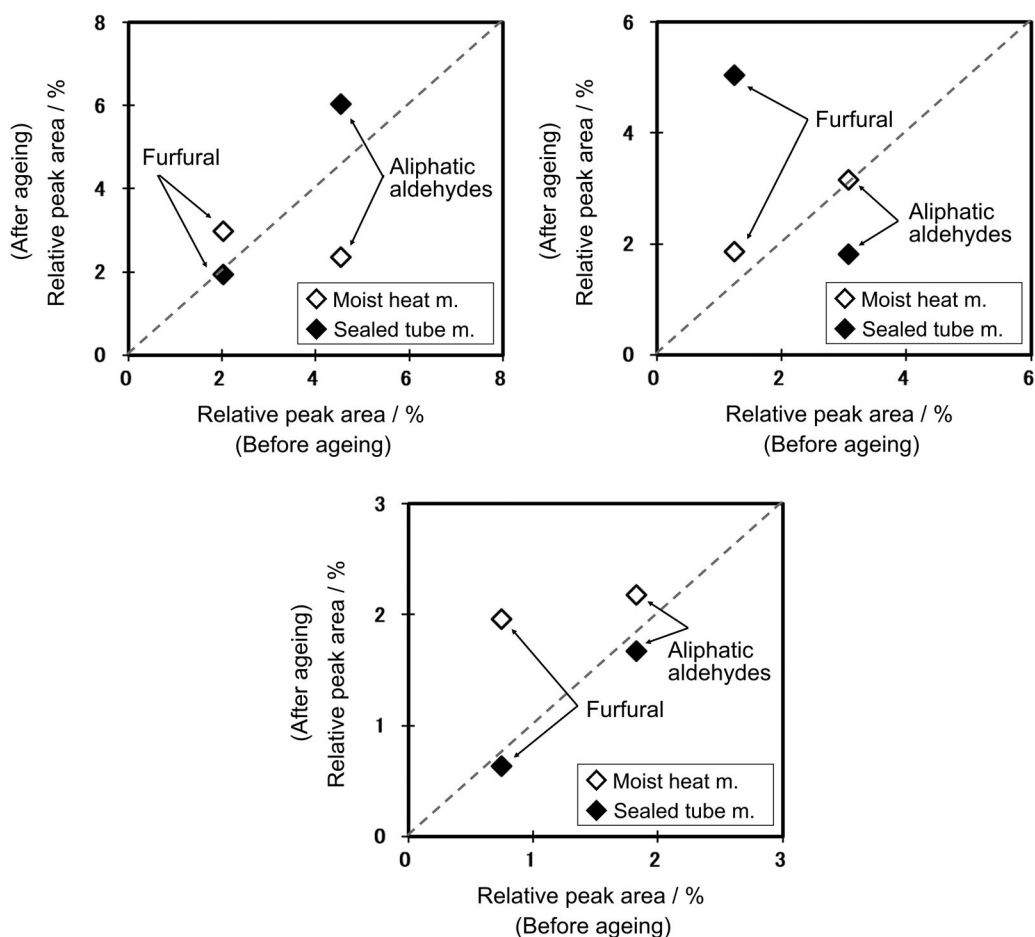 (After ageing)
Relative peak area / %
8
6
4
2
0
Furfural
Aliphatic
aldehydes
Moist heat m.
Sealed tube m.
0
2
4
6
8
Relative peak area / %
(Before ageing)
(After ageing)
Relative peak area / %
6
4
2
0
Furfural
Aliphatic
aldehydes
Moist heat m.
Sealed tube m.
0
2
4
6
Relative peak area / %
(Before ageing)
(After ageing)
Relative peak area / %
3
2
1
0
Aliphatic
aldehydes
Furfural
Moist heat m.
Sealed tube m.
0
1
2
3
Relative peak area / %
(Before ageing)